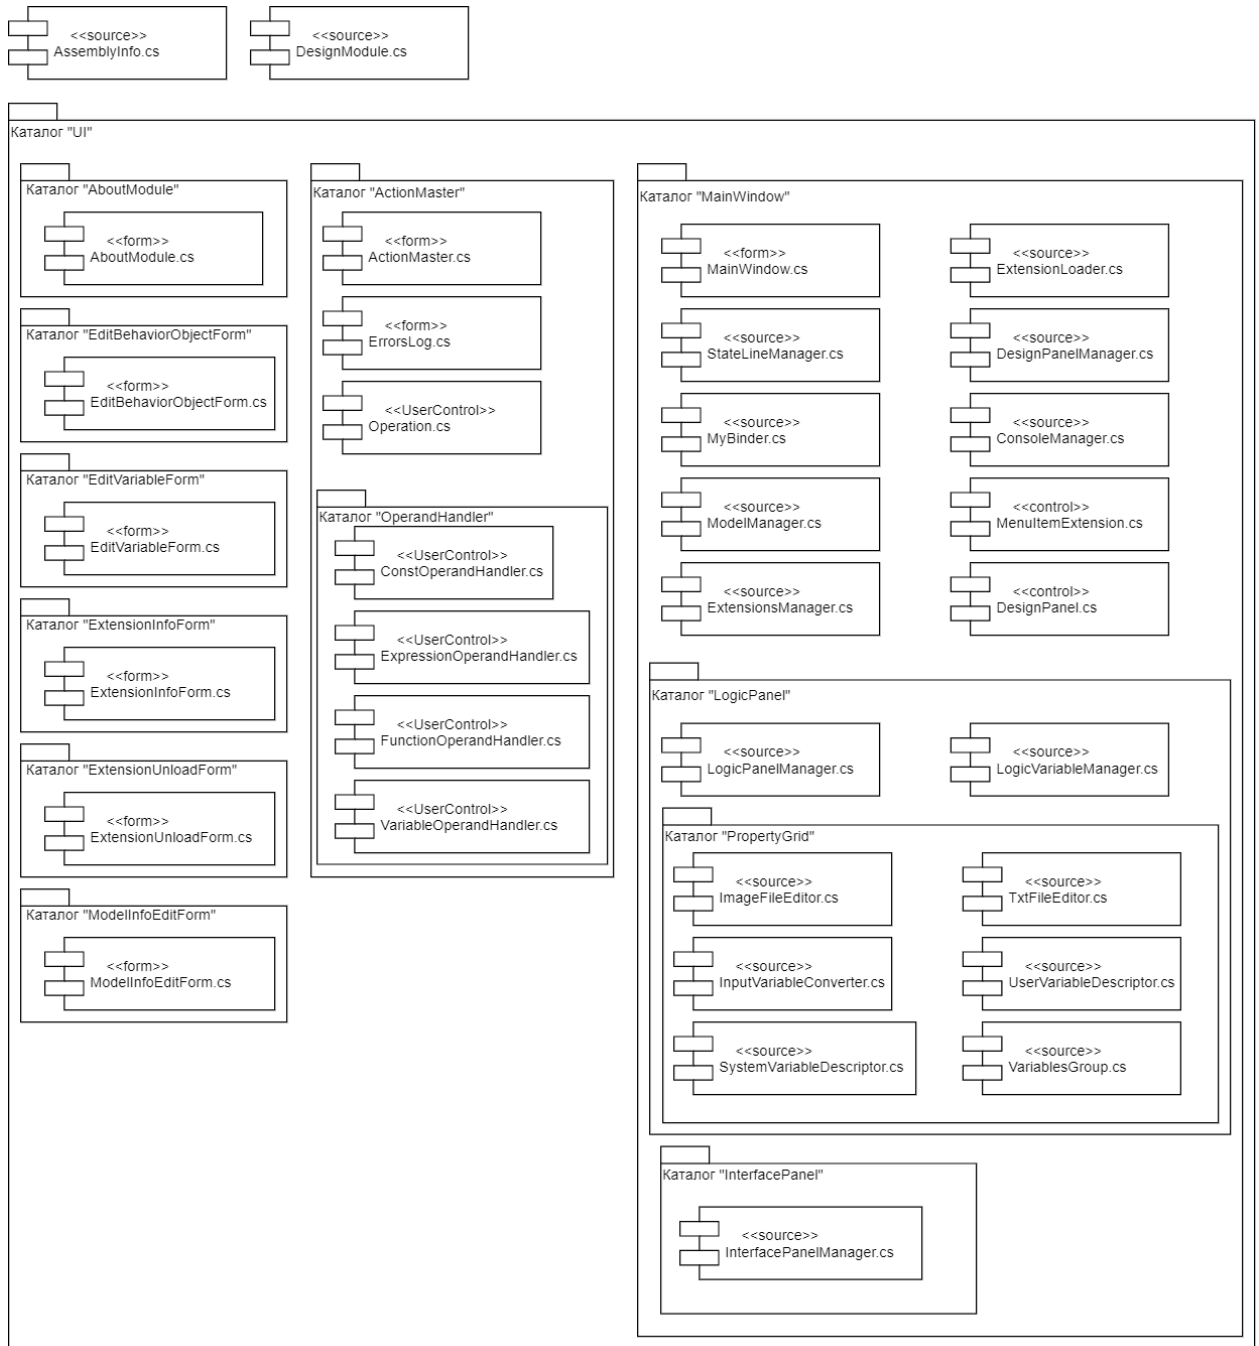 <<source>>
AssemblyInfo.cs
<<source>>
DesignModule.cs
Каталог "UI"
Каталог "AboutModule"
<<form>>
AboutModule.cs
Каталог "EditBehaviorObjectForm"
<<form>>
EditBehaviorObjectForm.cs
Каталог "EditVariableForm"
<<form>>
EditVariableForm.cs
Каталог "ExtensionInfoForm"
<<form>>
ExtensionInfoForm.cs
Каталог "ExtensionUnloadForm"
<<form>>
ExtensionUnloadForm.cs
Каталог "ModelInfoEditForm"
<<form>>
ModelInfoEditForm.cs
Каталог "ActionMaster"
<<form>>
ActionMaster.cs
<<form>>
ErrorsLog.cs
<<UserControl>>
Operation.cs
Каталог "OperandHandler"
<<UserControl>>
ConstOperandHandler.cs
<<UserControl>>
ExpressionOperandHandler.cs
<<UserControl>>
FunctionOperandHandler.cs
<<UserControl>>
VariableOperandHandler.cs
Каталог "MainWindow"
<<form>>
MainWindow.cs
<<source>>
ExtensionLoader.cs
<<source>>
StateLineManager.cs
<<source>>
DesignPanelManager.cs
<<source>>
MyBinder.cs
<<source>>
ConsoleManager.cs
<<source>>
ModelManager.cs
<<control>>
MenuItemExtension.cs
<<source>>
ExtensionsManager.cs
<<control>>
DesignPanel.cs
Каталог "LogicPanel"
<<source>>
LogicPanelManager.cs
<<source>>
LogicVariableManager.cs
Каталог "PropertyGrid"
<<source>>
ImageFileEditor.cs
<<source>>
TxtFileEditor.cs
<<source>>
InputVariableConverter.cs
<<source>>
UserVariableDescriptor.cs
<<source>>
SystemVariableDescriptor.cs
<<source>>
VariablesGroup.cs
Каталог "InterfacePanel"
<<source>>
InterfacePanelManager.cs